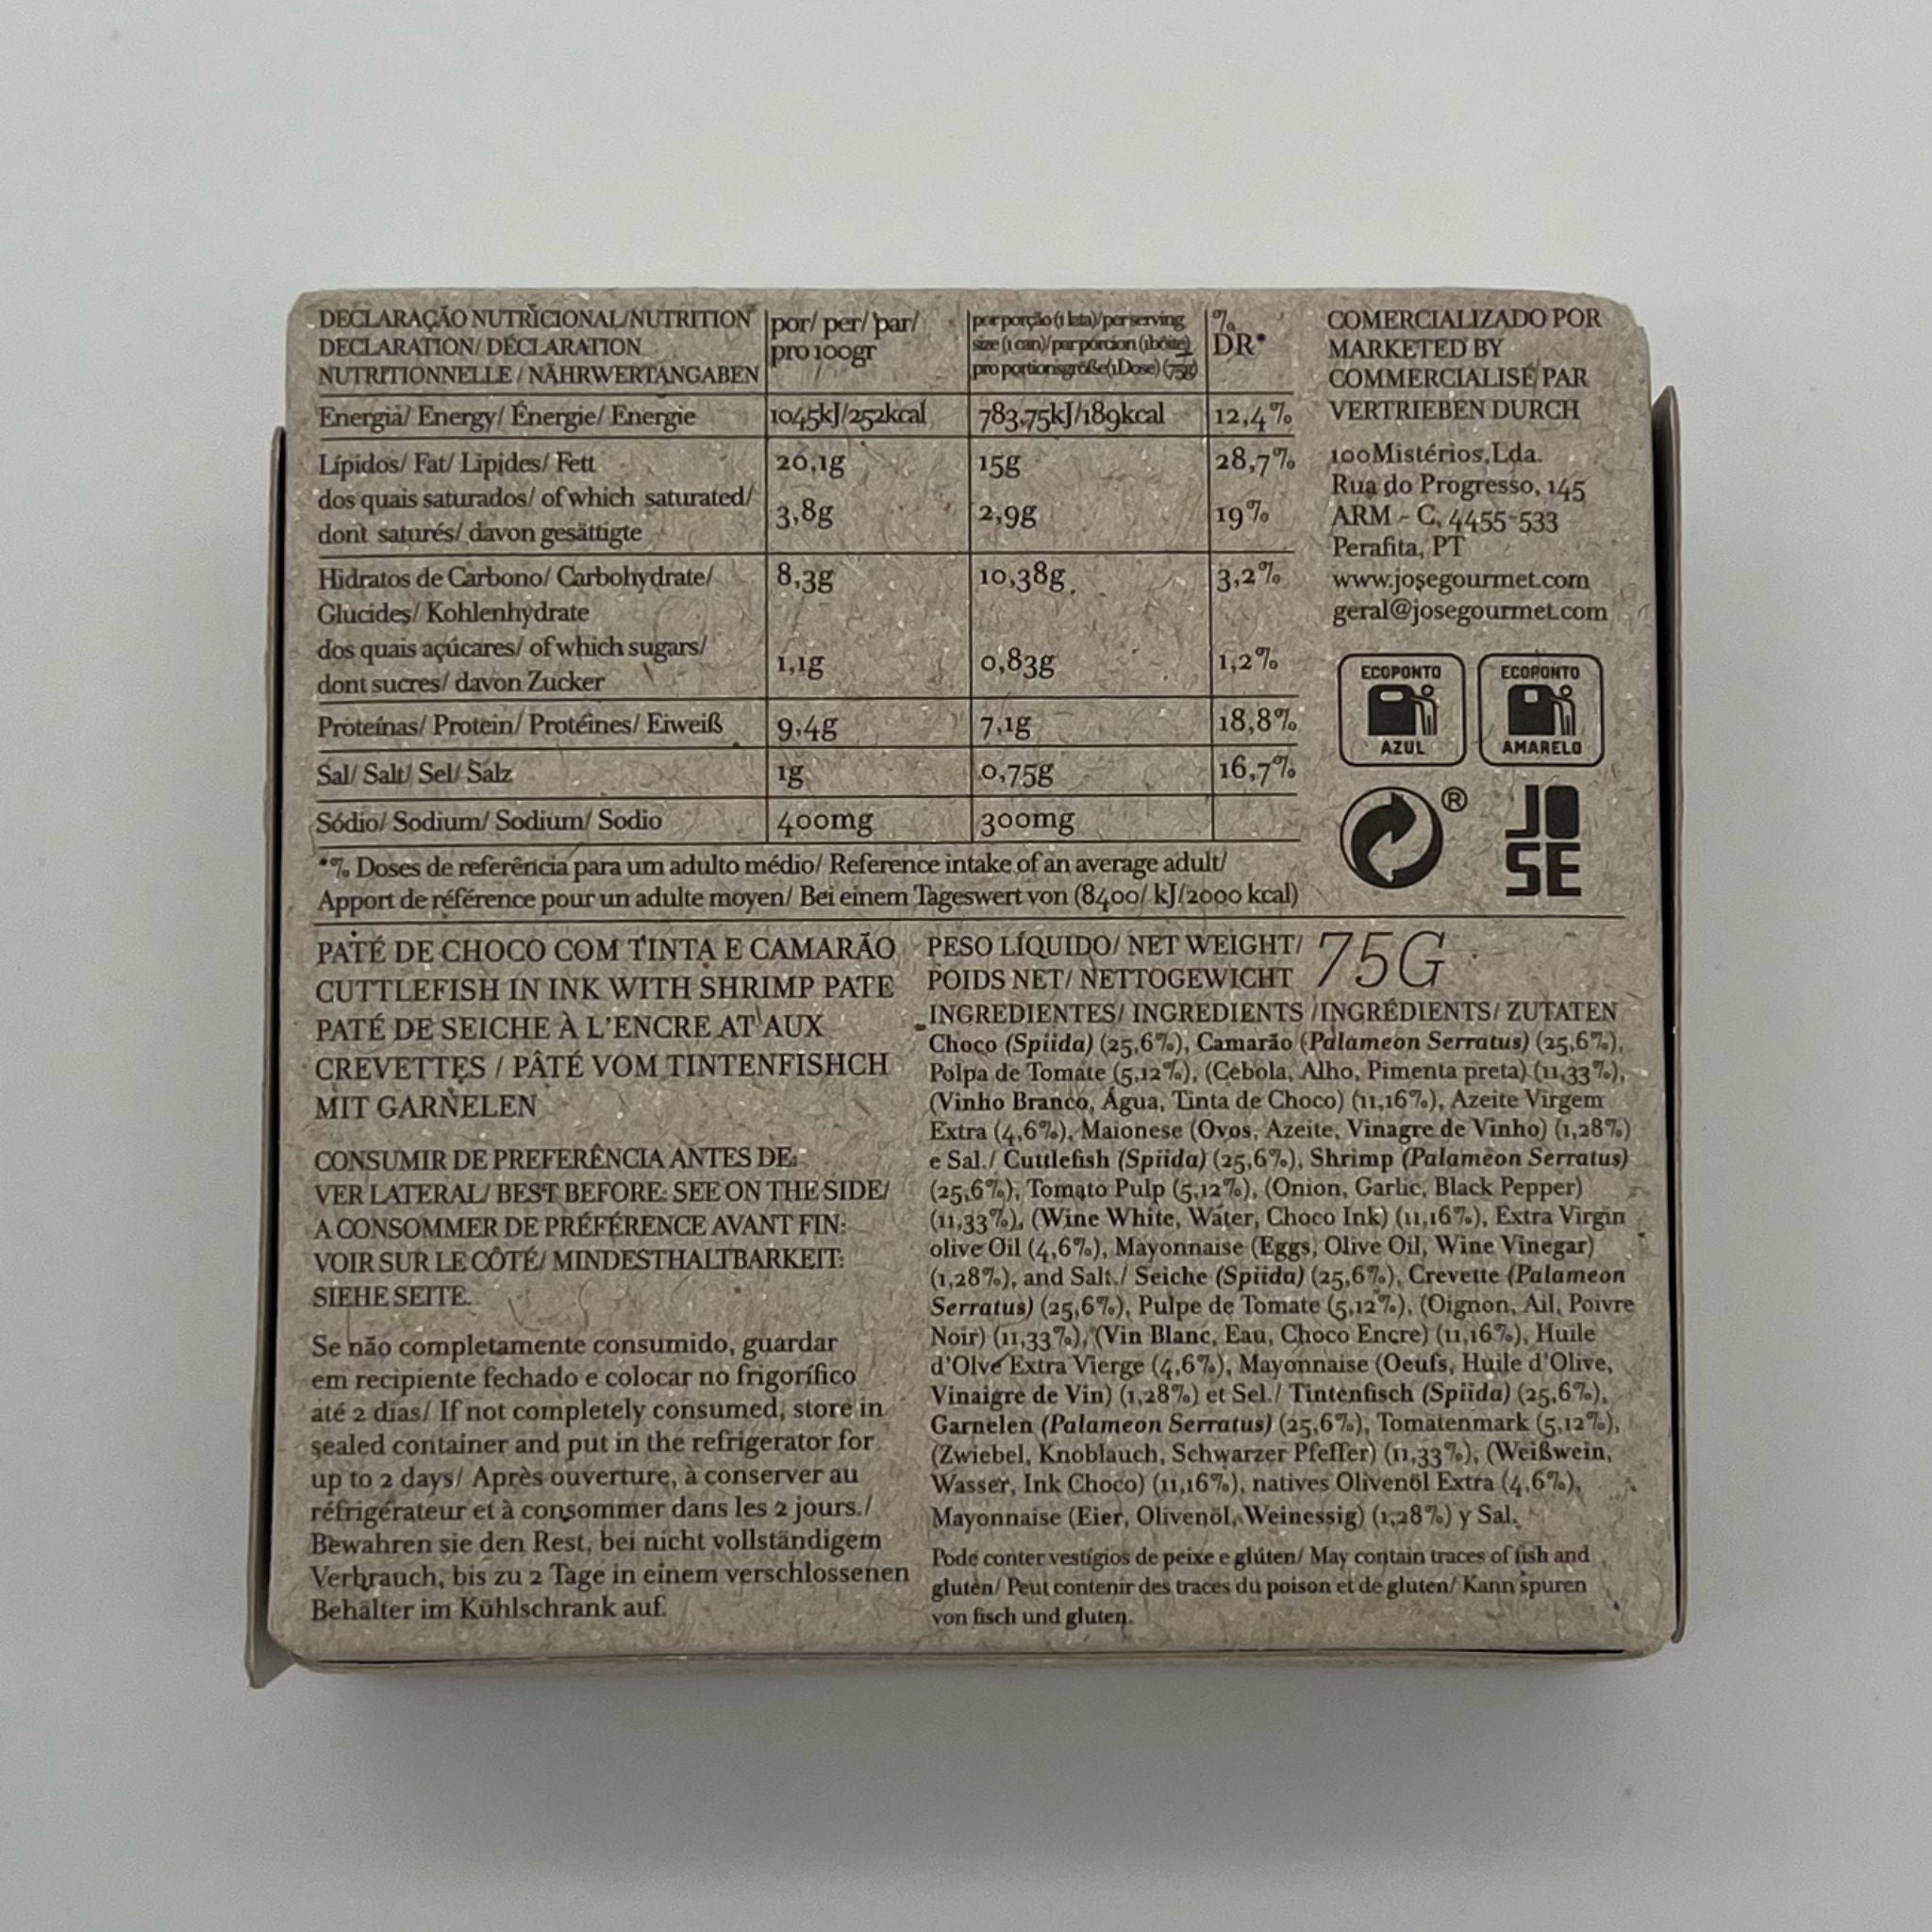 DECLARAÇÃO NUTRICIONAL/NUTRITION
DECLARATION/ DÉCLARATION
NUTRITIONNELLE / NÄHRWERTANGABEN
por/ per/ par/
pro 100gr
por porção (1 lata)/per serving
size (1 can)/par porcion (1 bôite)
pro portionsgröße(1Dose) (75g)
%
DR*
Energia/ Energy/ Énergie/ Energie 1045kJ/252kcal 783,75kJ/189kcal 12,4%
Lípidos/ Fat/ Lipides/ Fett 20,1g 15g 28,7%
dos quais saturados/ of which saturated/
dont saturés/ davon gesättigte 3,8g 2,9g 19%
Hidratos de Carbono/ Carbohydrate/ 8,3g 10,38g 3,2%
Glucides/ Kohlenhydrate
dos quais açúcares/ of which sugars/
dont sucres/ davon Zucker 1,1g 0,83g 1,2%
Proteínas/ Protein/ Protéines/ Eiweiß 9,4g 7,1g 18,8%
Sal/ Salt/ Sel/ Salz 1g 0,75g 16,7%
Sódio/ Sodium/ Sodium/ Sodio 400mg 300mg
*% Doses de referência para um adulto médio/ Reference intake of an average adult/
Apport de référence pour un adulte moyen/ Bei einem Tageswert von (8400/ kJ/2000 kcal)
COMERCIALIZADO POR
MARKETED BY
COMMERCIALISÉ PAR
VERTRIEBEN DURCH
100Mistérios,Lda.
Rua do Progresso, 145
ARM - C, 4455-533
Perafita, PT
www.josegourmet.com
geral@josegourmet.com
ECOPONTO
AZUL
ECOPONTO
AMARELO
®
JO
SE
PATÉ DE CHOCO COM TINTA E CAMARÃO
CUTTLEFISH IN INK WITH SHRIMP PATE
PATÉ DE SEICHE À L'ENCRE AT AUX
CREVETTES / PÂTÉ VOM TINTENFISHCH
MIT GARNELEN
CONSUMIR DE PREFERÊNCIA ANTES DE:
VER LATERAL/ BEST BEFORE: SEE ON THE SIDE/
A CONSOMMER DE PRÉFÉRENCE AVANT FIN:
VOIR SUR LE CÔTÉ/ MINDESTHALTBARKEIT:
SIEHE SEITE.
Se não completamente consumido, guardar
em recipiente fechado e colocar no frigorífico
até 2 dias/ If not completely consumed, store in
sealed container and put in the refrigerator for
up to 2 days/ Après ouverture, à conserver au
réfrigérateur et à consommer dans les 2 jours./
Bewahren sie den Rest, bei nicht vollständigem
Verbrauch, bis zu 2 Tage in einem verschlossenen
Behälter im Kühlschrank auf.
PESO LÍQUIDO/ NET WEIGHT/
POIDS NET/ NETTOGEWICHT 75G
INGREDIENTES/ INGREDIENTS /INGRÉDIENTS/ ZUTATEN
Choco (Spiida) (25,6%), Camarão (Palameon Serratus) (25,6%),
Polpa de Tomate (5,12%), (Cebola, Alho, Pimenta preta) (11,33%),
(Vinho Branco, Água, Tinta de Choco) (11,16%), Azeite Virgem
Extra (4,6%), Maionese (Ovos, Azeite, Vinagre de Vinho) (1,28%)
e Sal./ Cuttlefish (Spiida) (25,6%), Shrimp (Palameon Serratus)
(25,6%), Tomato Pulp (5,12%), (Onion, Garlic, Black Pepper)
(11,33%), (Wine White, Water, Choco Ink) (11,16%), Extra Virgin
olive Oil (4,6%), Mayonnaise (Eggs, Olive Oil, Wine Vinegar)
(1,28%), and Salt./ Seiche (Spiida) (25,6%), Crevette (Palameon
Serratus) (25,6%), Pulpe de Tomate (5,12%), (Oignon, Ail, Poivre
Noir) (11,33%), (Vin Blanc, Eau, Choco Encre) (11,16%), Huile
d'Olve Extra Vierge (4,6%), Mayonnaise (Oeufs, Huile d'Olive,
Vinaigre de Vin) (1,28%) et Sel./ Tintenfisch (Spiida) (25,6%),
Garnelen (Palameon Serratus) (25,6%), Tomatenmark (5,12%),
(Zwiebel, Knoblauch, Schwarzer Pfeffer) (11,33%), (Weißwein,
Wasser, Ink Choco) (11,16%), natives Olivenöl Extra (4,6%),
Mayonnaise (Eier, Olivenöl, Weinessig) (1,28%) y Sal.
Pode conter vestígios de peixe e glúten/ May contain traces of fish and
gluten/ Peut contenir des traces du poison et de gluten/ Kann spuren
von fisch und gluten.